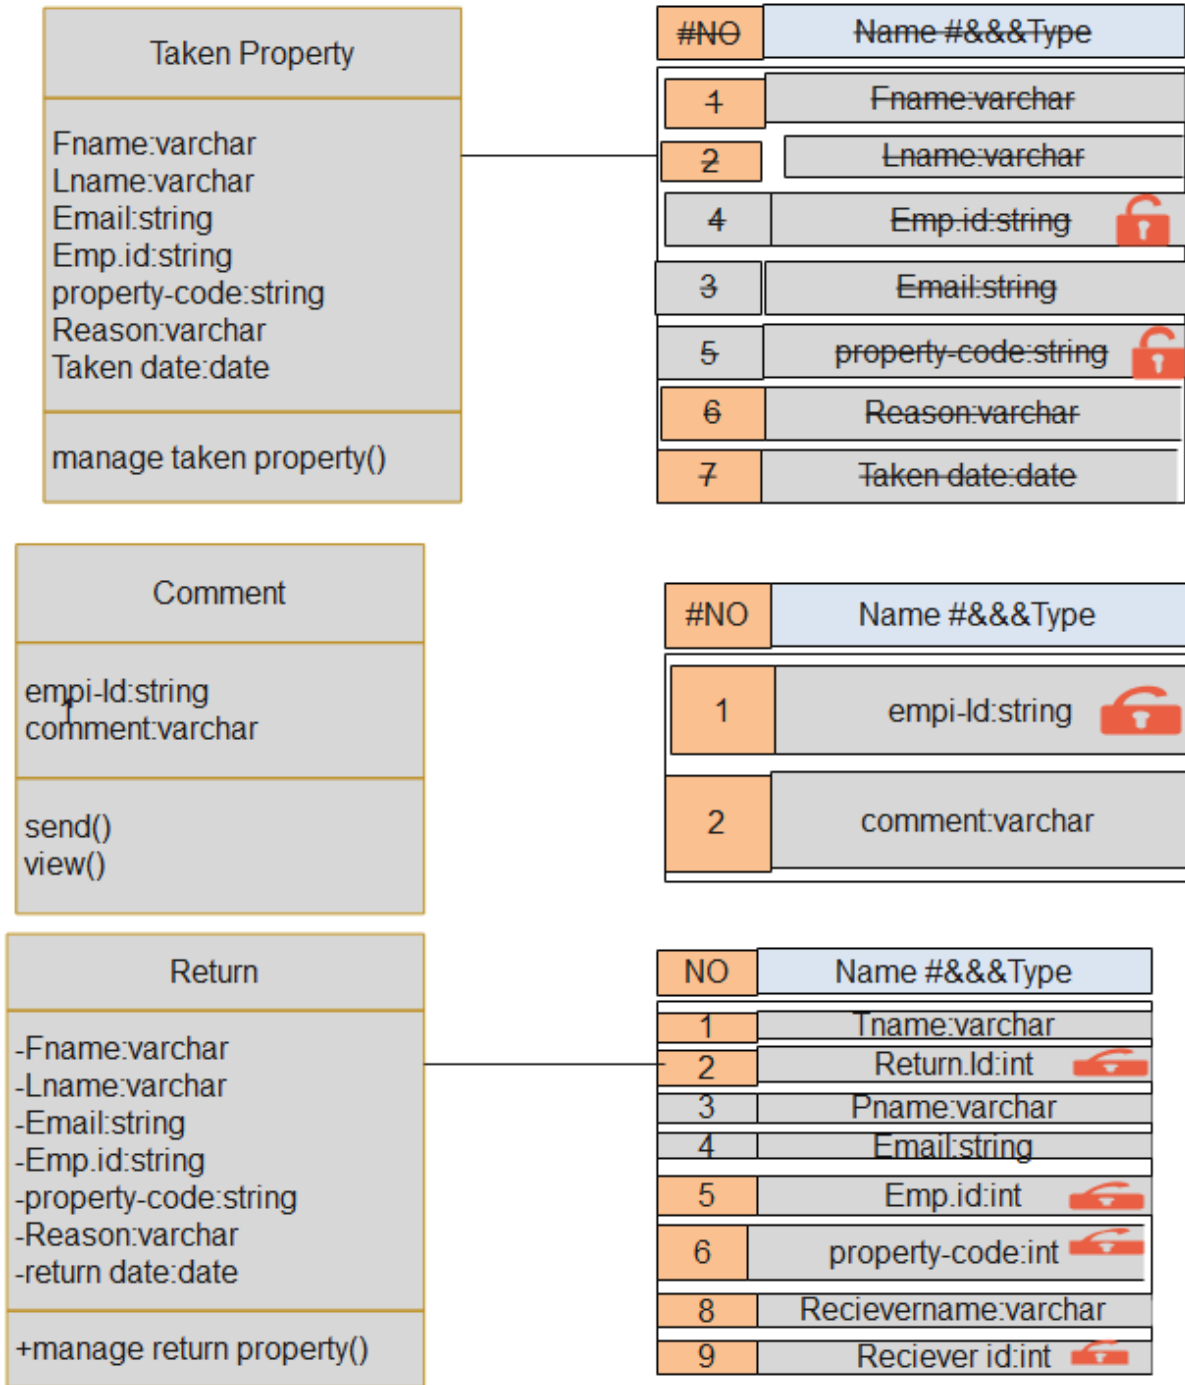 Taken Property
Fname:varchar
Lname:varchar
Email:string
Emp.id:string
property-code:string
Reason:varchar
Taken date:date
manage taken property()
#NO Name #&&&Type
1 Fname:varchar
2 Lname:varchar
4 Emp.id:string
3 Email:string
5 property-code:string
6 Reason:varchar
7 Taken date:date
Comment
empi-Id:string
1
comment:varchar
send()
view()
#NO Name #&&&Type
1 empi-Id:string
2 comment:varchar
Return
-Fname:varchar
-Lname:varchar
-Email:string
-Emp.id:string
-property-code:string
-Reason:varchar
-return date:date
+manage return property()
NO Name #&&&Type
1 Tname:varchar
2 Return.Id:int
3 Pname:varchar
4 Email:string
5 Emp.id:int
6 property-code:int
8 Recievername:varchar
9 Reciever id:int